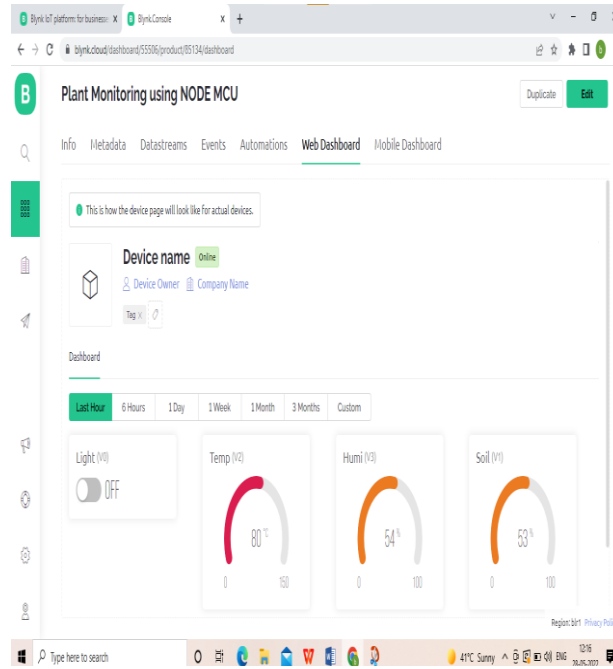 Blynk IoT platform: for business X
Blynk.Console X +
blynk.cloud/dashboard/55506/product/85134/dashboard
B Plant Monitoring using NODE MCU Duplicate Edit
Info Metadata Datastreams Events Automations Web Dashboard Mobile Dashboard
This is how the device page will look like for actual devices.
Device name Online
Device Owner Company Name
Tag X
Dashboard
Last Hour 6 Hours 1 Day 1 Week 1 Month 3 Months Custom
Light (V0) Temp (V2) Humi (V3) Soil (V1)
OFF 80 °C 54 % 53 %
0 150 0 100 0 100
Region: blr1 Privacy Poli
Type here to search 41°C Sunny ENG 12:16